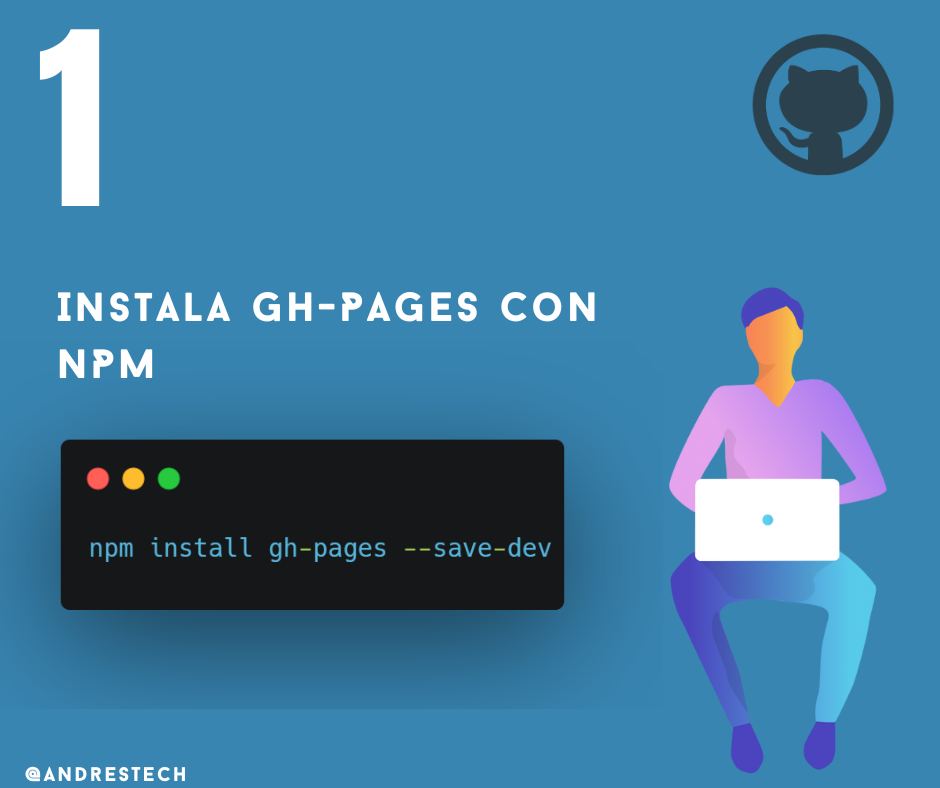 1
INSTALA GH-PAGES CON
NPM
npm install gh-pages --save-dev
@ANDRESTECH